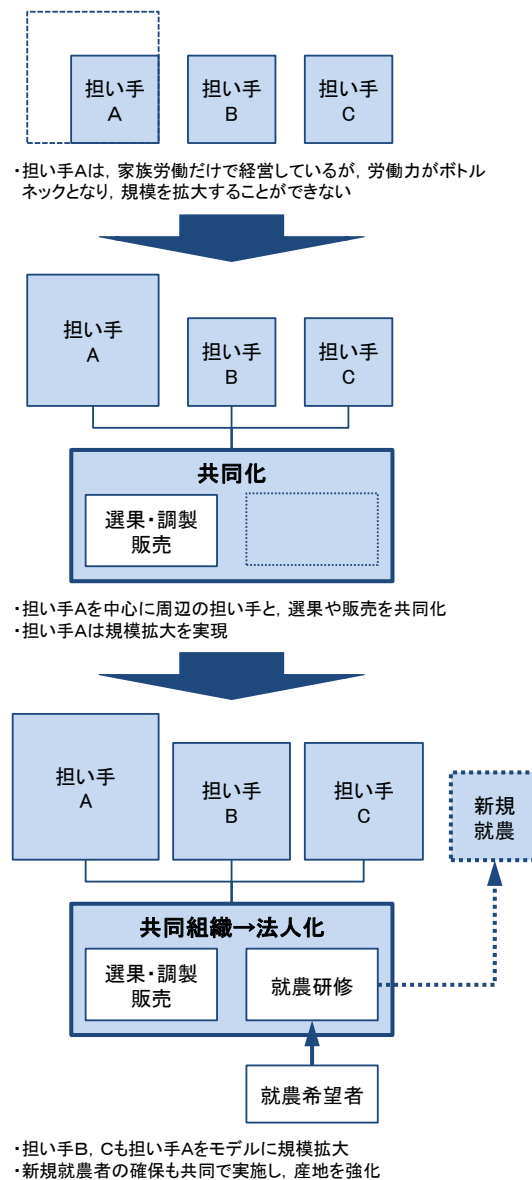 担い手
A
担い手
B
担い手
C
・担い手Aは，家族労働だけで経営しているが，労働力がボトル
ネックとなり，規模を拡大することができない
担い手
A
担い手
B
担い手
C
共同化
選果・調製
販売
・担い手Aを中心に周辺の担い手と，選果や販売を共同化
・担い手Aは規模拡大を実現
担い手
A
担い手
B
担い手
C
新規
就農
共同組織→法人化
選果・調製
販売
就農研修
就農希望者
・担い手B，Cも担い手Aをモデルに規模拡大
・新規就農者の確保も共同で実施し，産地を強化